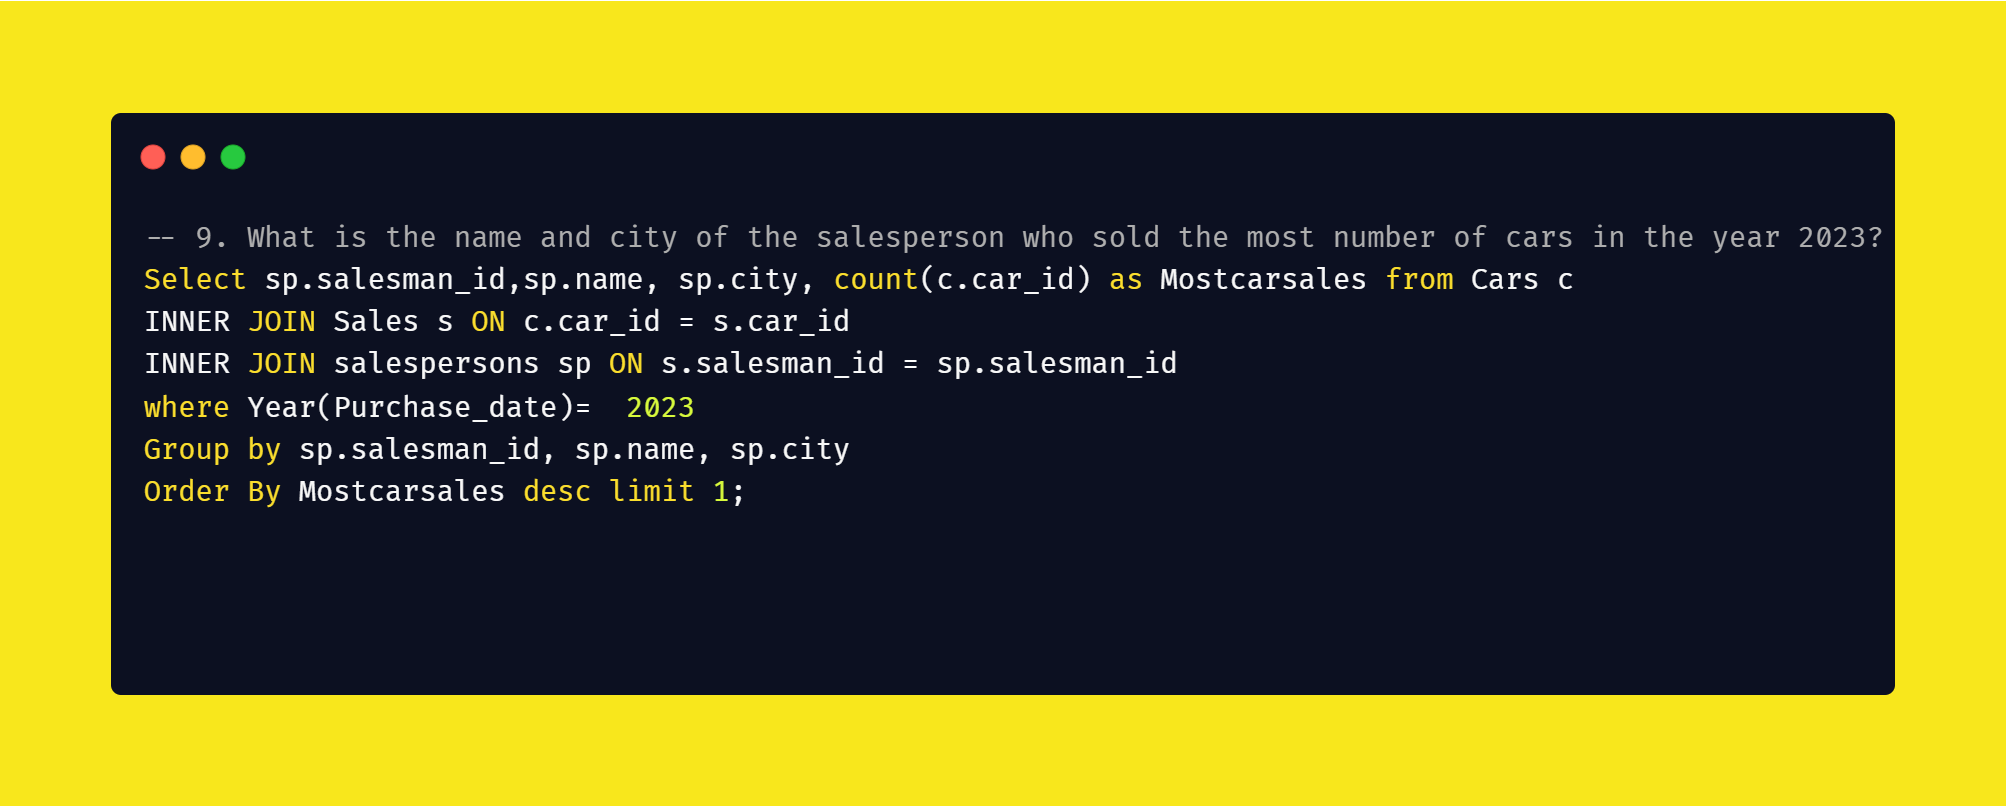 -- 9. What is the name and city of the salesperson who sold the most number of cars in the year 2023?
Select sp.salesman_id,sp.name, sp.city, count(c.car_id) as Mostcarsales from Cars c
INNER JOIN Sales s ON c.car_id = s.car_id
INNER JOIN salespersons sp ON s.salesman_id = sp.salesman_id
where Year(Purchase_date)=  2023
Group by sp.salesman_id, sp.name, sp.city
Order By Mostcarsales desc limit 1;